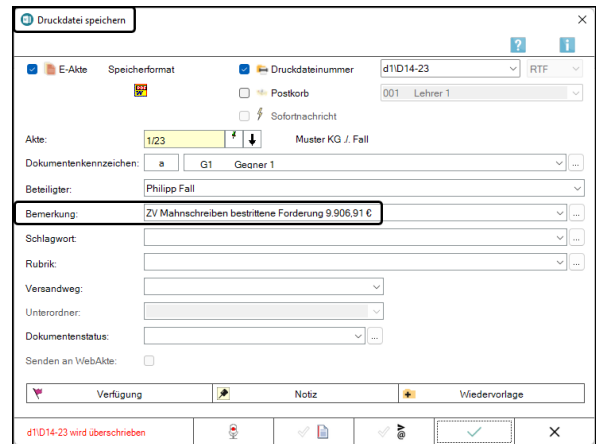 Druckdatei speichern
E-Akte Speicherformat Druckdateinummer d1\D14-23 RTF
Postkorb 001 Lehrer 1
Sofortnachricht
Akte: 1/23 Muster KG ./. Fall
Dokumentenkennzeichen: a G1 Gegner 1 ...
Beteiligter: Philipp Fall
Bemerkung: ZV Mahnschreiben bestrittene Forderung 9.906,91 € ...
Schlagwort: ...
Rubrik: ...
Versandweg:
Unterordner:
Dokumentenstatus: ...
Senden an WebAkte:
Verfügung Notiz Wiedervorlage
d1\D14-23 wird überschrieben